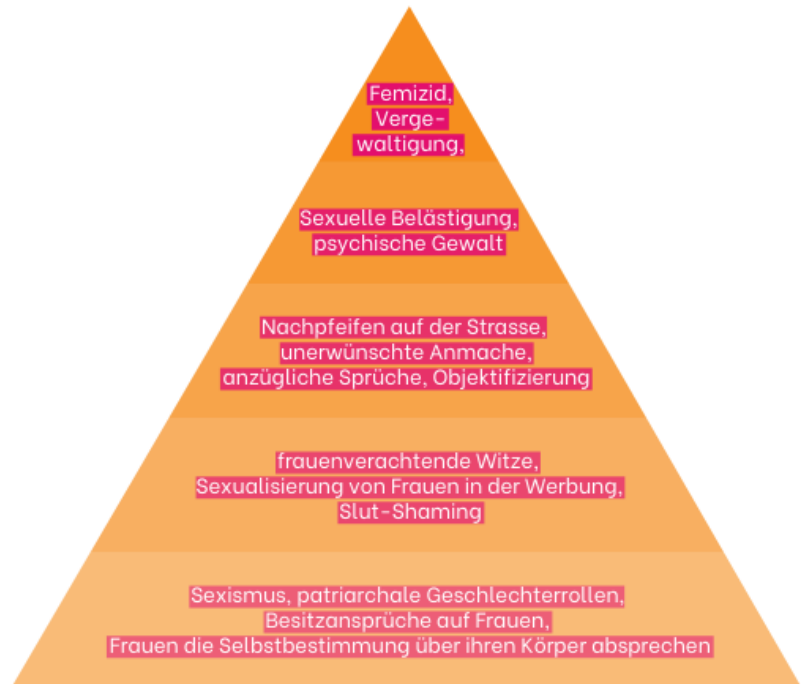 Femizid,
Verge-
waltigung,
Sexuelle Belästigung,
psychische Gewalt
Nachpfeifen auf der Strasse,
unerwünschte Anmache,
anzügliche Sprüche, Objektifizierung
frauenverachtende Witze,
Sexualisierung von Frauen in der Werbung,
Slut-Shaming
Sexismus, patriarchale Geschlechterrollen,
Besitzansprüche auf Frauen,
Frauen die Selbstbestimmung über ihren Körper absprechen